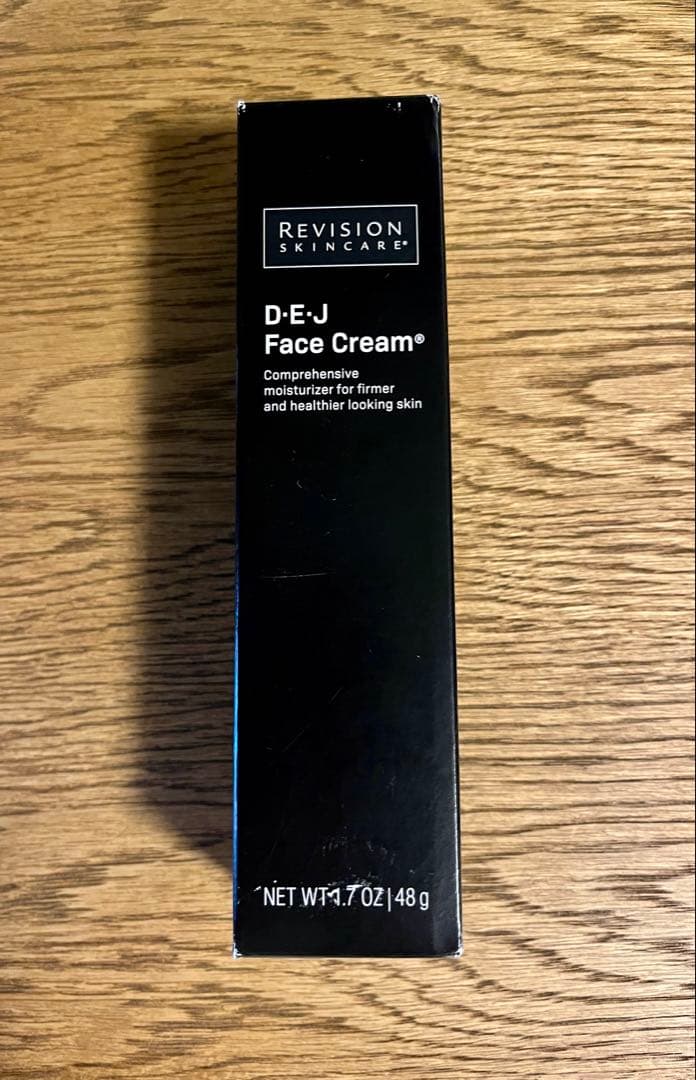 REVISION
SKINCARE®
D·E·J
Face Cream®
Comprehensive
moisturizer for firmer
and healthier looking skin
NET WT 1.7 OZ | 48 g